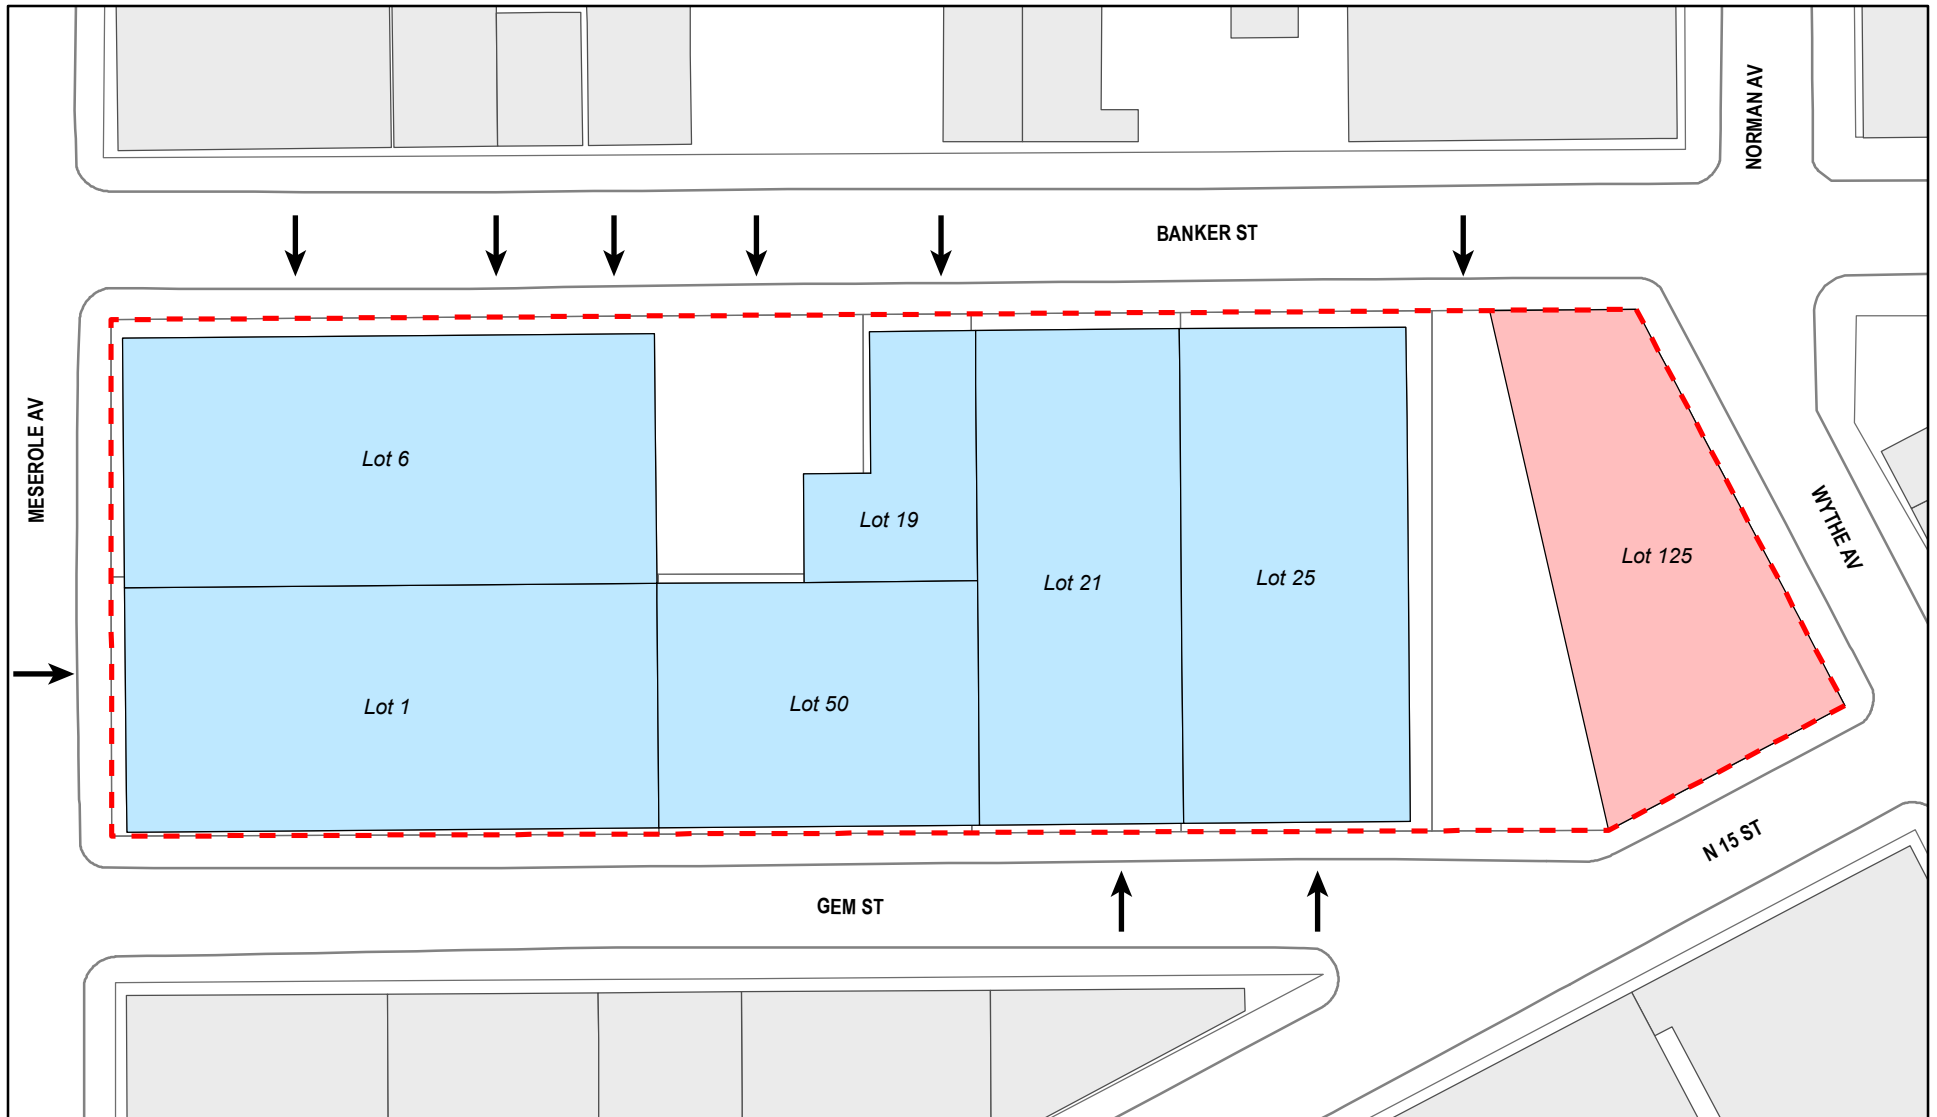 NORMAN AV
BANKER ST
MESEROLE AV
Lot 6
Lot 19
WYTHE AV
Lot 125
Lot 21
Lot 25
Lot 1
Lot 50
N 15 ST
GEM ST